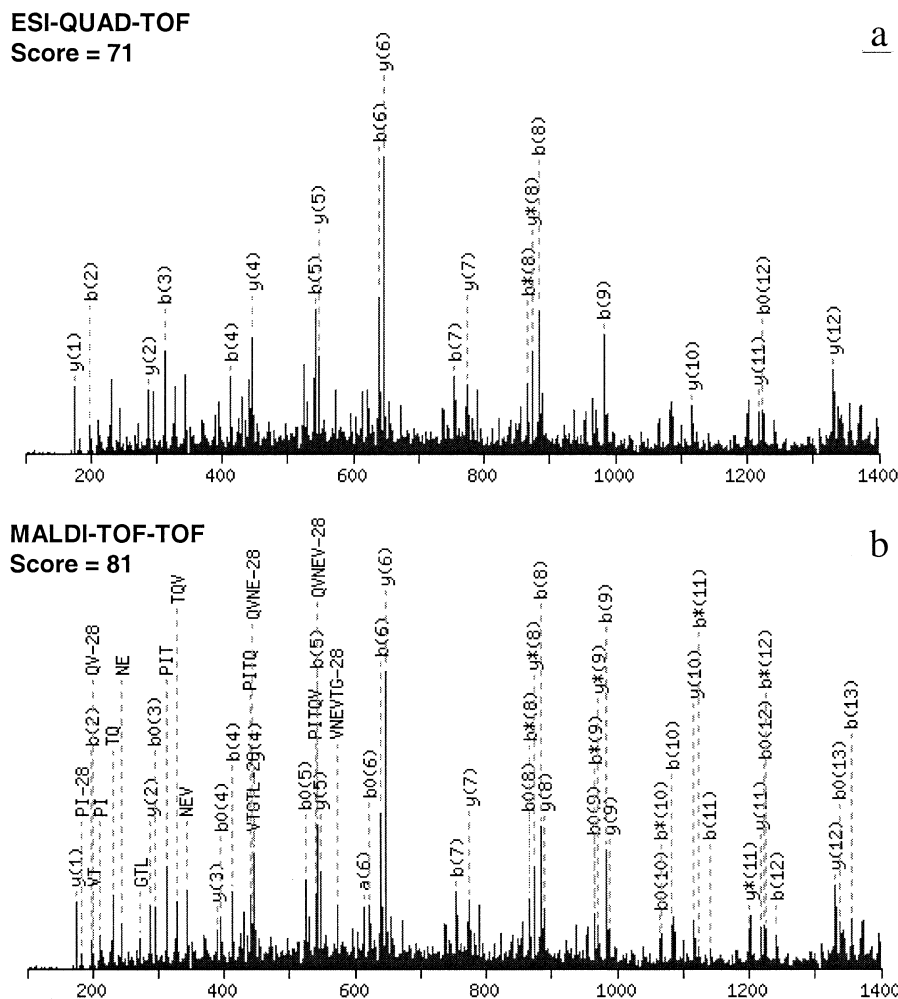 ESI-QUAD-TOF
Score = 71
a
y(1)
b(2)
y(2)
b(3)
b(4)
y(4)
b(5)
y(5)
b(6)
y(6)
b(7)
y(7)
b*(8)
y*(8)
b(8)
b(9)
y(10)
y(11)
b0(12)
y(12)
200
400
600
800
1000
1200
1400
MALDI-TOF-TOF
Score = 81
b
y(1)
PI-28
VT
b(2)
QV-28
PI
TQ
NE
GTL
y(2)
b0(3)
PIT
TQV
NEV
y(3)
b0(4)
b(4)
VTGTL-28
PITQ
y(4)
QVNE-28
b0(5)
PITQV
b(5)
y(5)
QVNEV-28
VNEVTG-28
a(6)
b0(6)
b(6)
y(6)
b(7)
y(7)
b0(8)
b*(8)
y*(8)
b(8)
y(8)
b0(9)
b*(9)
y*(9)
b(9)
y(9)
b0(10)
b*(10)
b(10)
y(10)
b*(11)
b(11)
y*(11)
y(11)
b0(12)
b*(12)
b(12)
y(12)
b0(13)
b(13)
200
400
600
800
1000
1200
1400